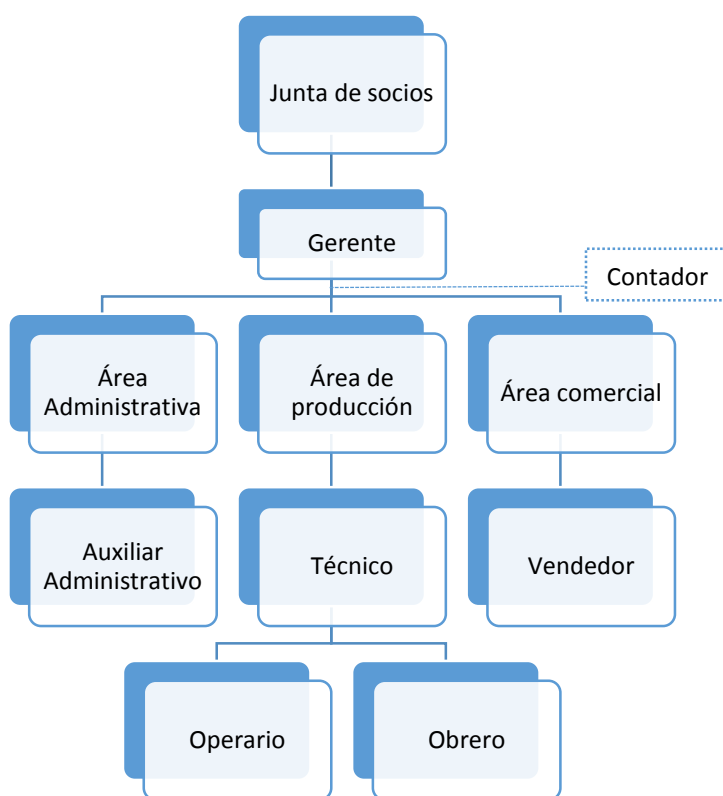 Junta de socios
Gerente
Contador
Área
Administrativa
Área de
producción
Área comercial
Auxiliar
Administrativo
Técnico
Vendedor
Operario
Obrero